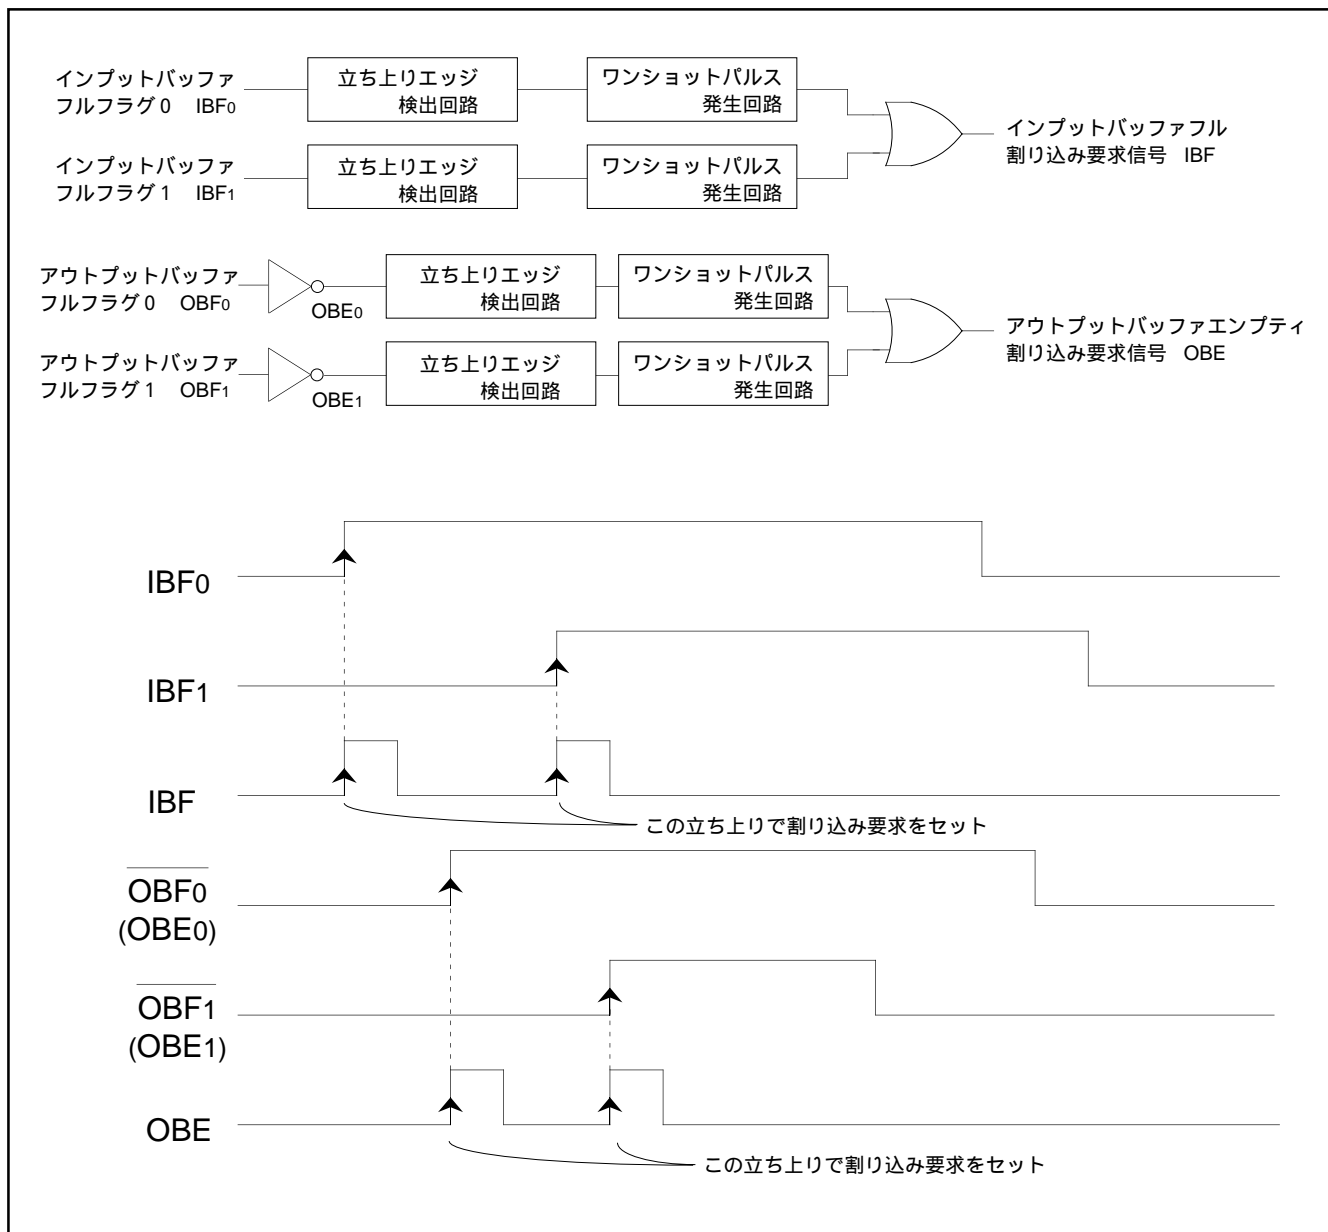 インプットバッファ
フルフラグ0 IBF0
立ち上りエッジ
検出回路
ワンショットパルス
発生回路
インプットバッファフル
割り込み要求信号 IBF
インプットバッファ
フルフラグ1 IBF1
立ち上りエッジ
検出回路
ワンショットパルス
発生回路
アウトプットバッファ
フルフラグ0 OBF0
OBE0
立ち上りエッジ
検出回路
ワンショットパルス
発生回路
アウトプットバッファエンプティ
割り込み要求信号 OBE
アウトプットバッファ
フルフラグ1 OBF1
OBE1
立ち上りエッジ
検出回路
ワンショットパルス
発生回路
IBF0
IBF1
IBF
この立ち上りで割り込み要求をセット
OBF0
(OBE0)
OBF1
(OBE1)
OBE
この立ち上りで割り込み要求をセット